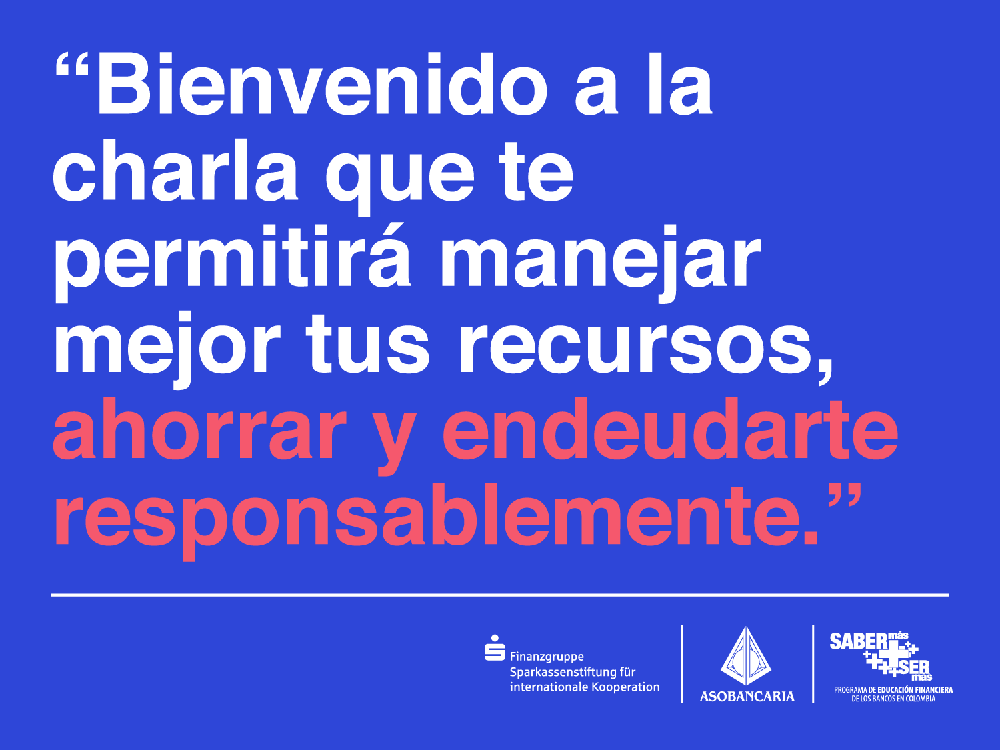 “Bienvenido a la
charla que te
permitirá manejar
mejor tus recursos,
ahorrar y endeudarte
responsablemente.”
Finanzgruppe
Sparkassenstiftung für
internationale Kooperation
ASOBANCARIA
SABER más
SER más
PROGRAMA DE EDUCACIÓN FINANCIERA
DE LOS BANCOS EN COLOMBIA